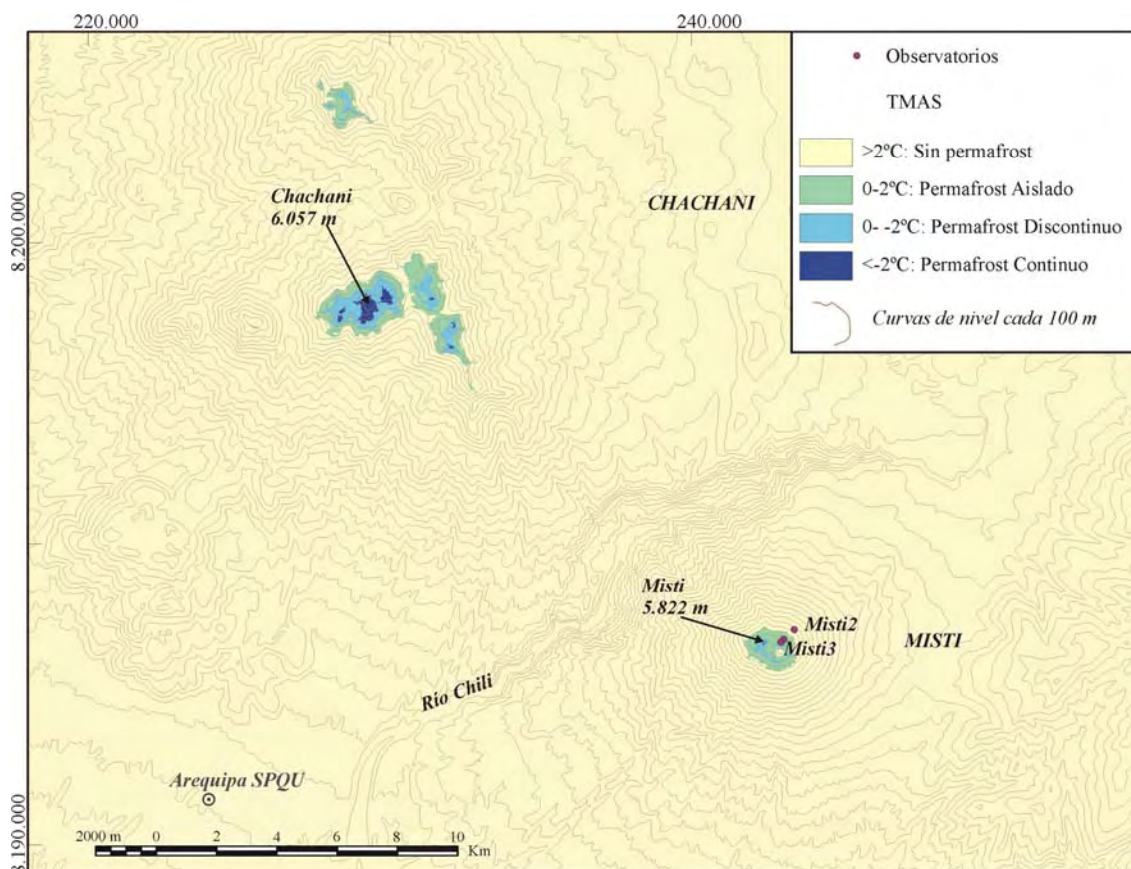 220.000
240.000
Observatorios
TMAS
>2ºC: Sin permafrost
0-2ºC: Permafrost Aislado
0- -2ºC: Permafrost Discontinuo
<-2ºC: Permafrost Continuo
Curvas de nivel cada 100 m
8.200.000
Chachani
6.057 m
CHACHANI
Misti
5.822 m
Misti2
Misti3
MISTI
Río Chili
Arequipa SPQU
8.190.000
2000 m 0 2 4 6 8 10
Km